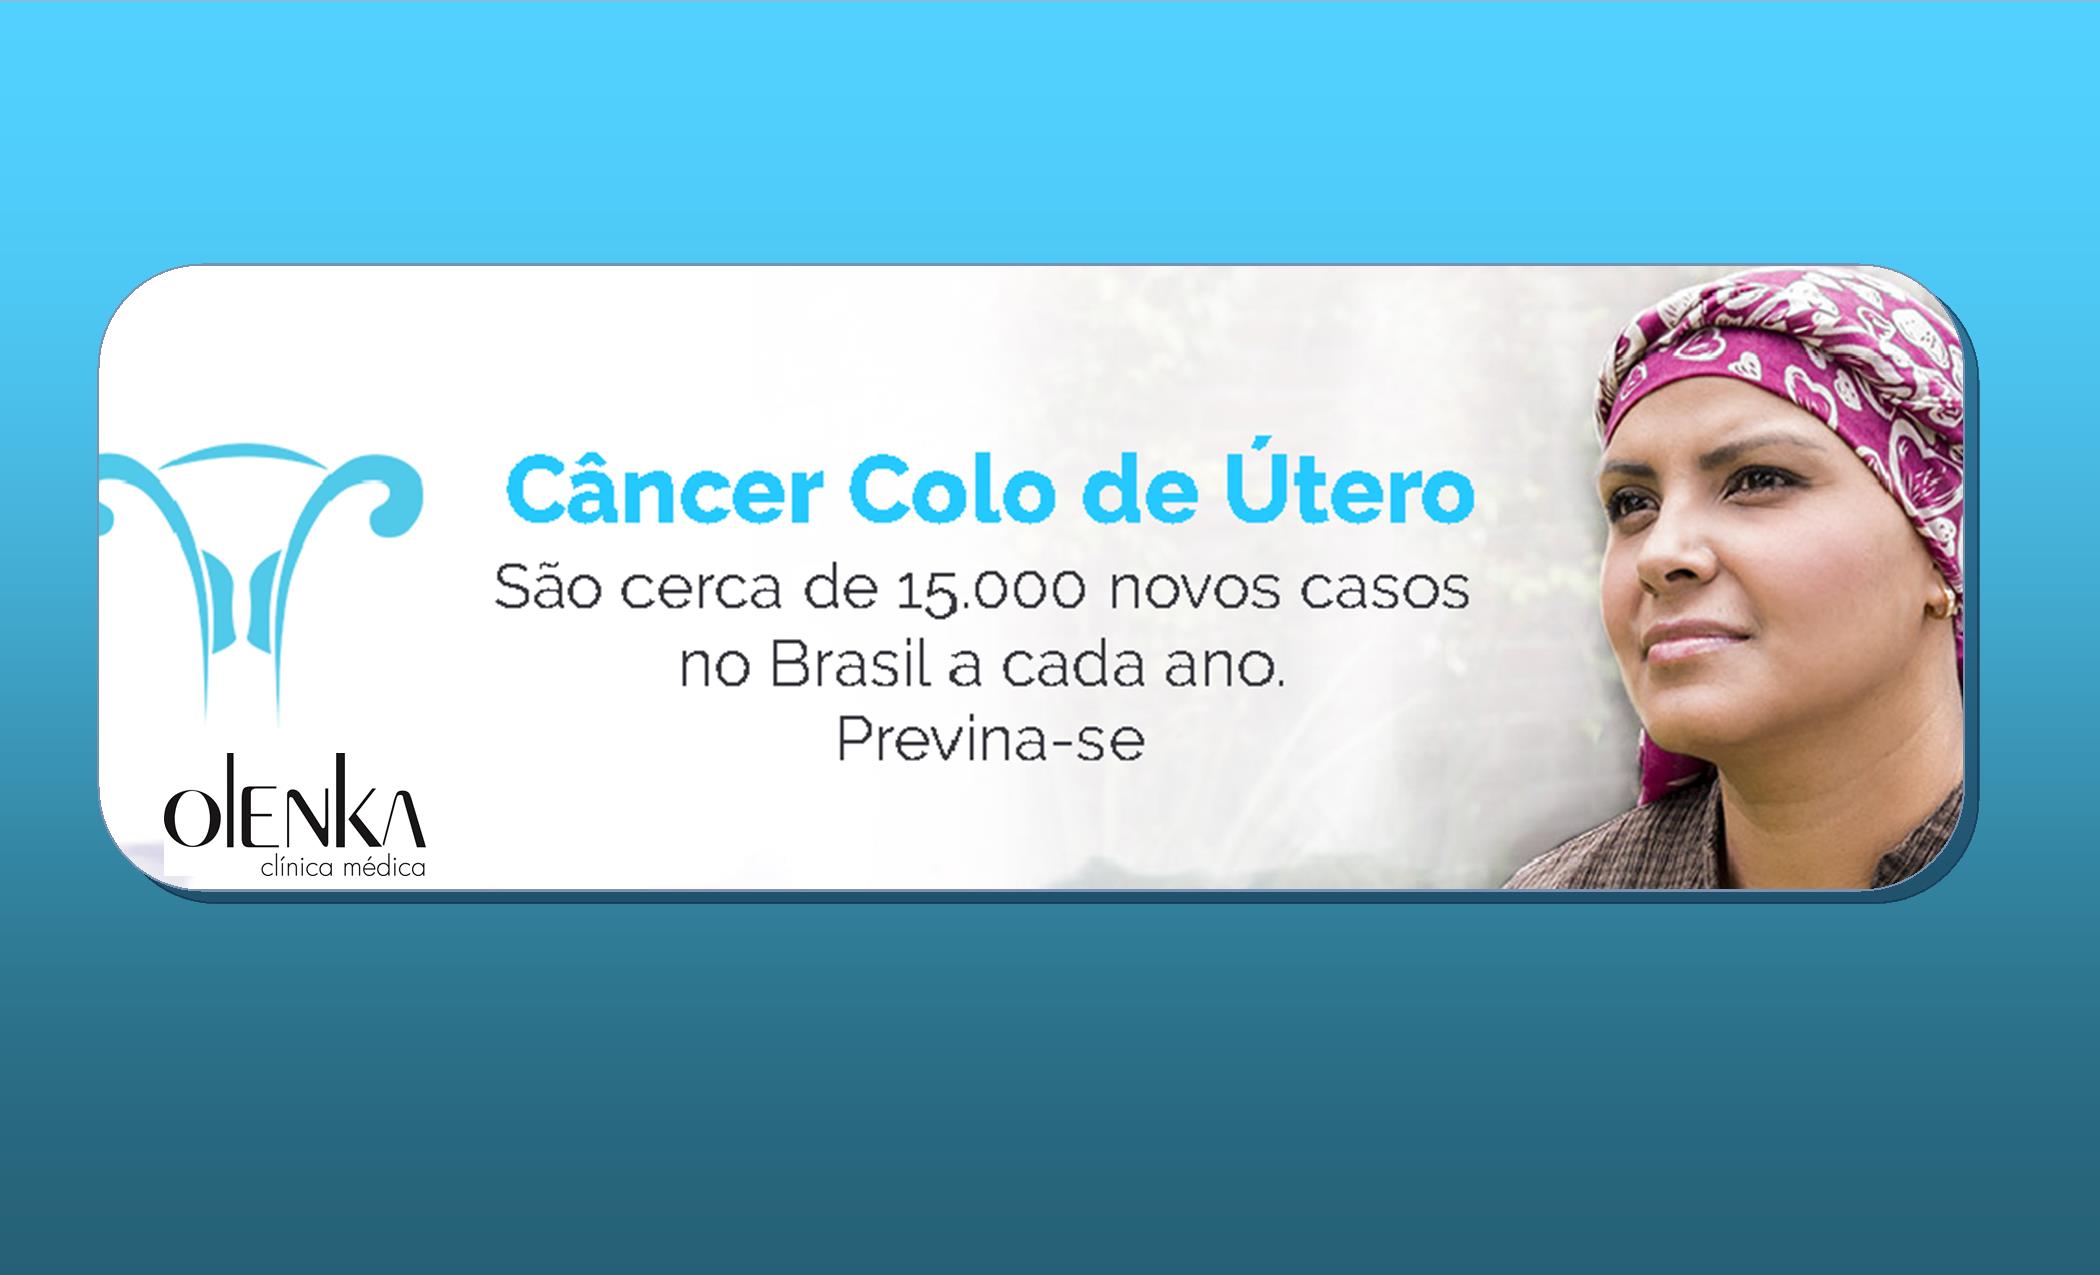 Câncer Colo de Útero
São cerca de 15.000 novos casos
no Brasil a cada ano.
Previna-se
olENKA
clínica médica